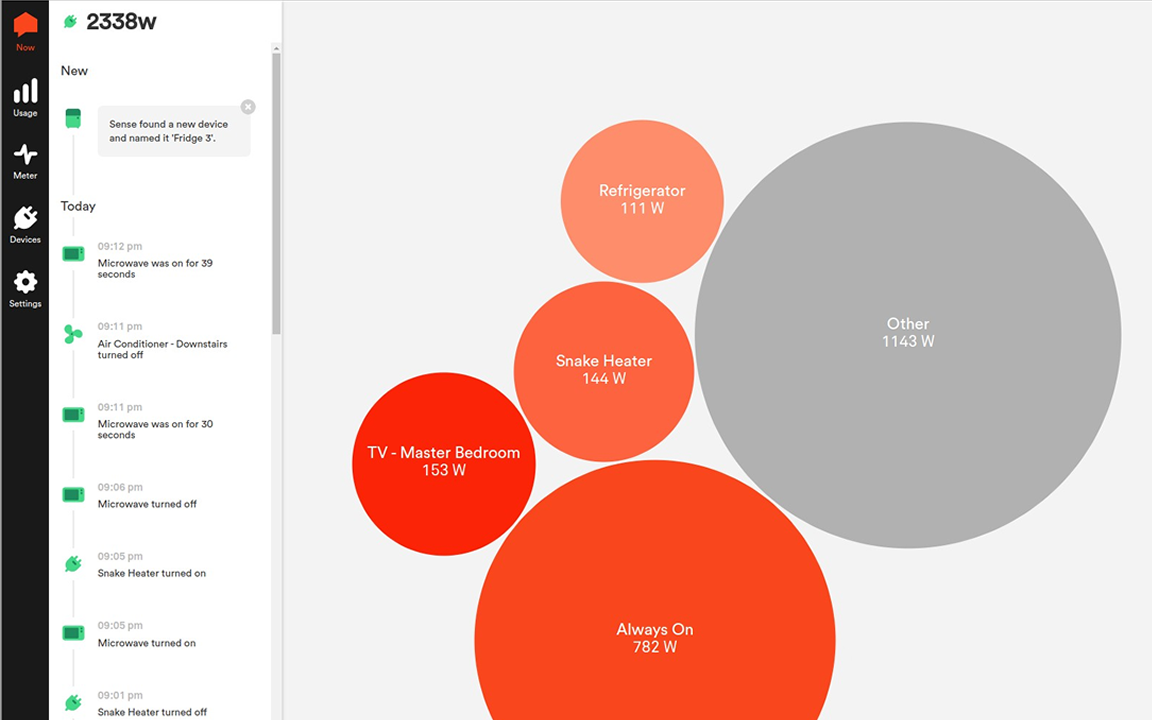 Now
Usage
Meter
Devices
Settings
2338w
New
Sense found a new device
and named it 'Fridge 3'.
Today
09:12 pm
Microwave was on for 39
seconds
09:11 pm
Air Conditioner - Downstairs
turned off
09:11 pm
Microwave was on for 30
seconds
09:06 pm
Microwave turned off
09:05 pm
Snake Heater turned on
09:05 pm
Microwave turned on
09:01 pm
Snake Heater turned off
Refrigerator
111 W
Other
1143 W
Snake Heater
144 W
TV - Master Bedroom
153 W
Always On
782 W